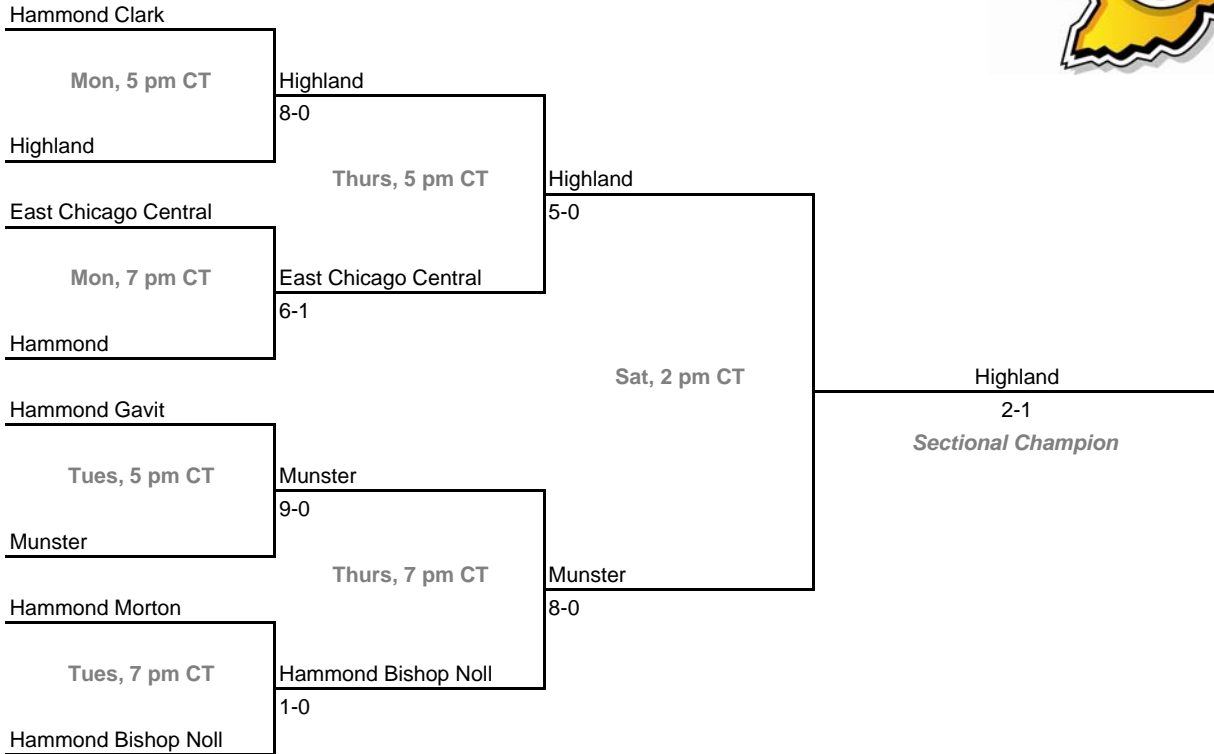 Hammond Clark
Mon, 5 pm CT
Highland
8-0
Highland
Thurs, 5 pm CT
Highland
5-0
East Chicago Central
Mon, 7 pm CT
East Chicago Central
6-1
Hammond
Sat, 2 pm CT
Highland
2-1
Sectional Champion
Hammond Gavit
Tues, 5 pm CT
Munster
9-0
Munster
Thurs, 7 pm CT
Munster
8-0
Hammond Morton
Tues, 7 pm CT
Hammond Bishop Noll
1-0
Hammond Bishop Noll